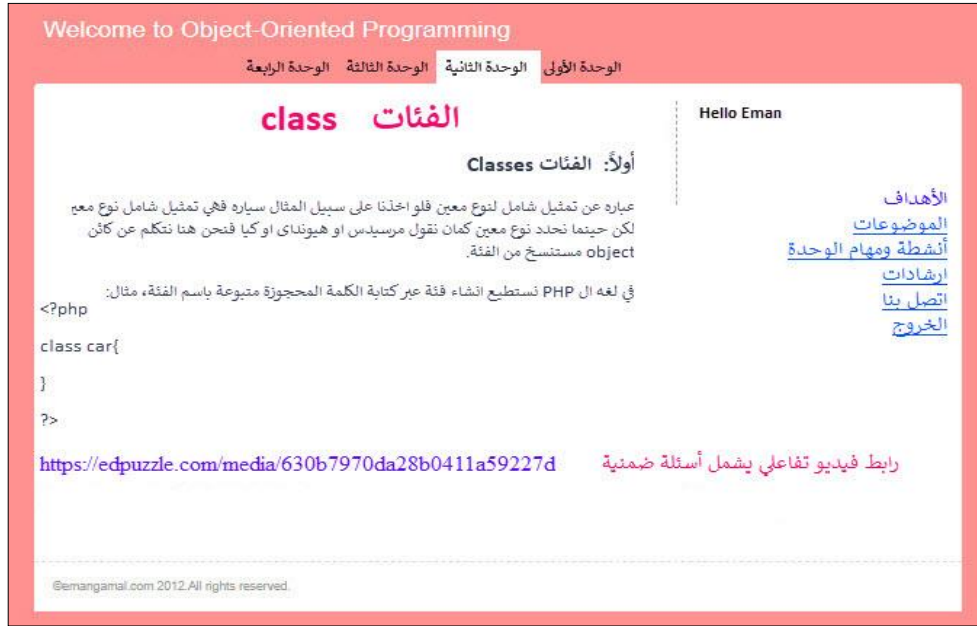 Welcome to Object-Oriented Programming
الوحدة الأولى الوحدة الثانية الوحدة الثالثة الوحدة الرابعة
Hello Eman
الأهداف
الموضوعات
أنشطة ومهام الوحدة
ارشادات
اتصل بنا
الخروج
الفئات class
أولاً: الفئات Classes
عباره عن تمثيل شامل لنوع معين فلو اخذنا على سبيل المثال سياره فهي تمثيل شامل نوع معين
لكن حينما نحدد نوع معين كمان نقول مرسيدس او هيونداى او كيا فنحن هنا نتكلم عن كائن
object مستنسخ من الفئة.
في لغه ال PHP نستطيع انشاء فئة عبر كتابة الكلمة المحجوزة متبوعة باسم الفئة، مثال:
<?php
class car{
}
?>
رابط فيديو تفاعلي يشمل أسئلة ضمنية https://edpuzzle.com/media/630b7970da28b0411a59227d
©emangamal.com 2012.All rights reserved.